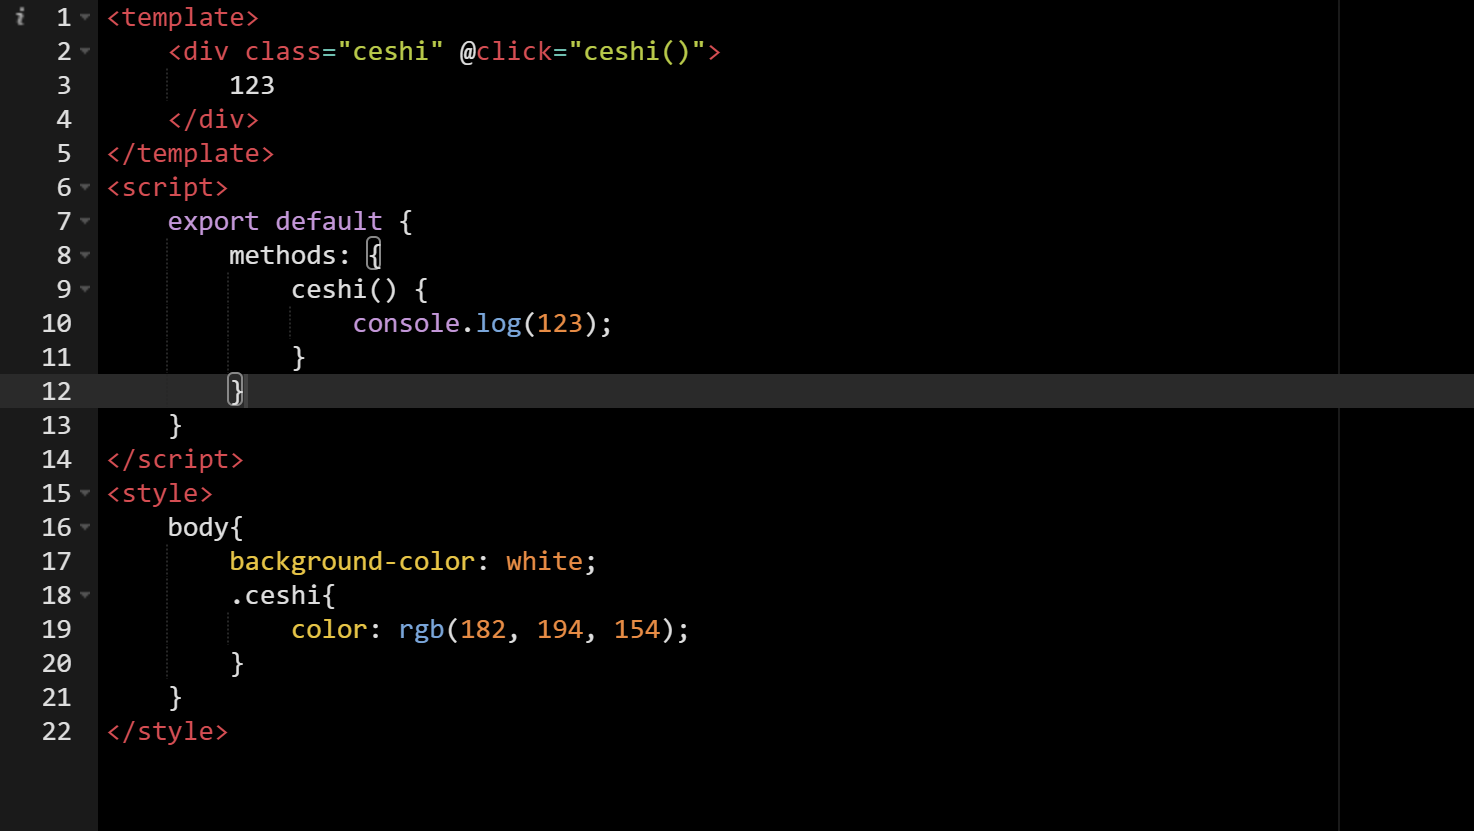 1 <template>
2     <div class="ceshi" @click="ceshi()">
3         123
4     </div>
5 </template>
6 <script>
7     export default {
8         methods: {
9             ceshi() {
10                 console.log(123);
11             }
12         }
13     }
14 </script>
15 <style>
16     body{
17         background-color: white;
18         .ceshi{
19             color: rgb(182, 194, 154);
20         }
21     }
22 </style>